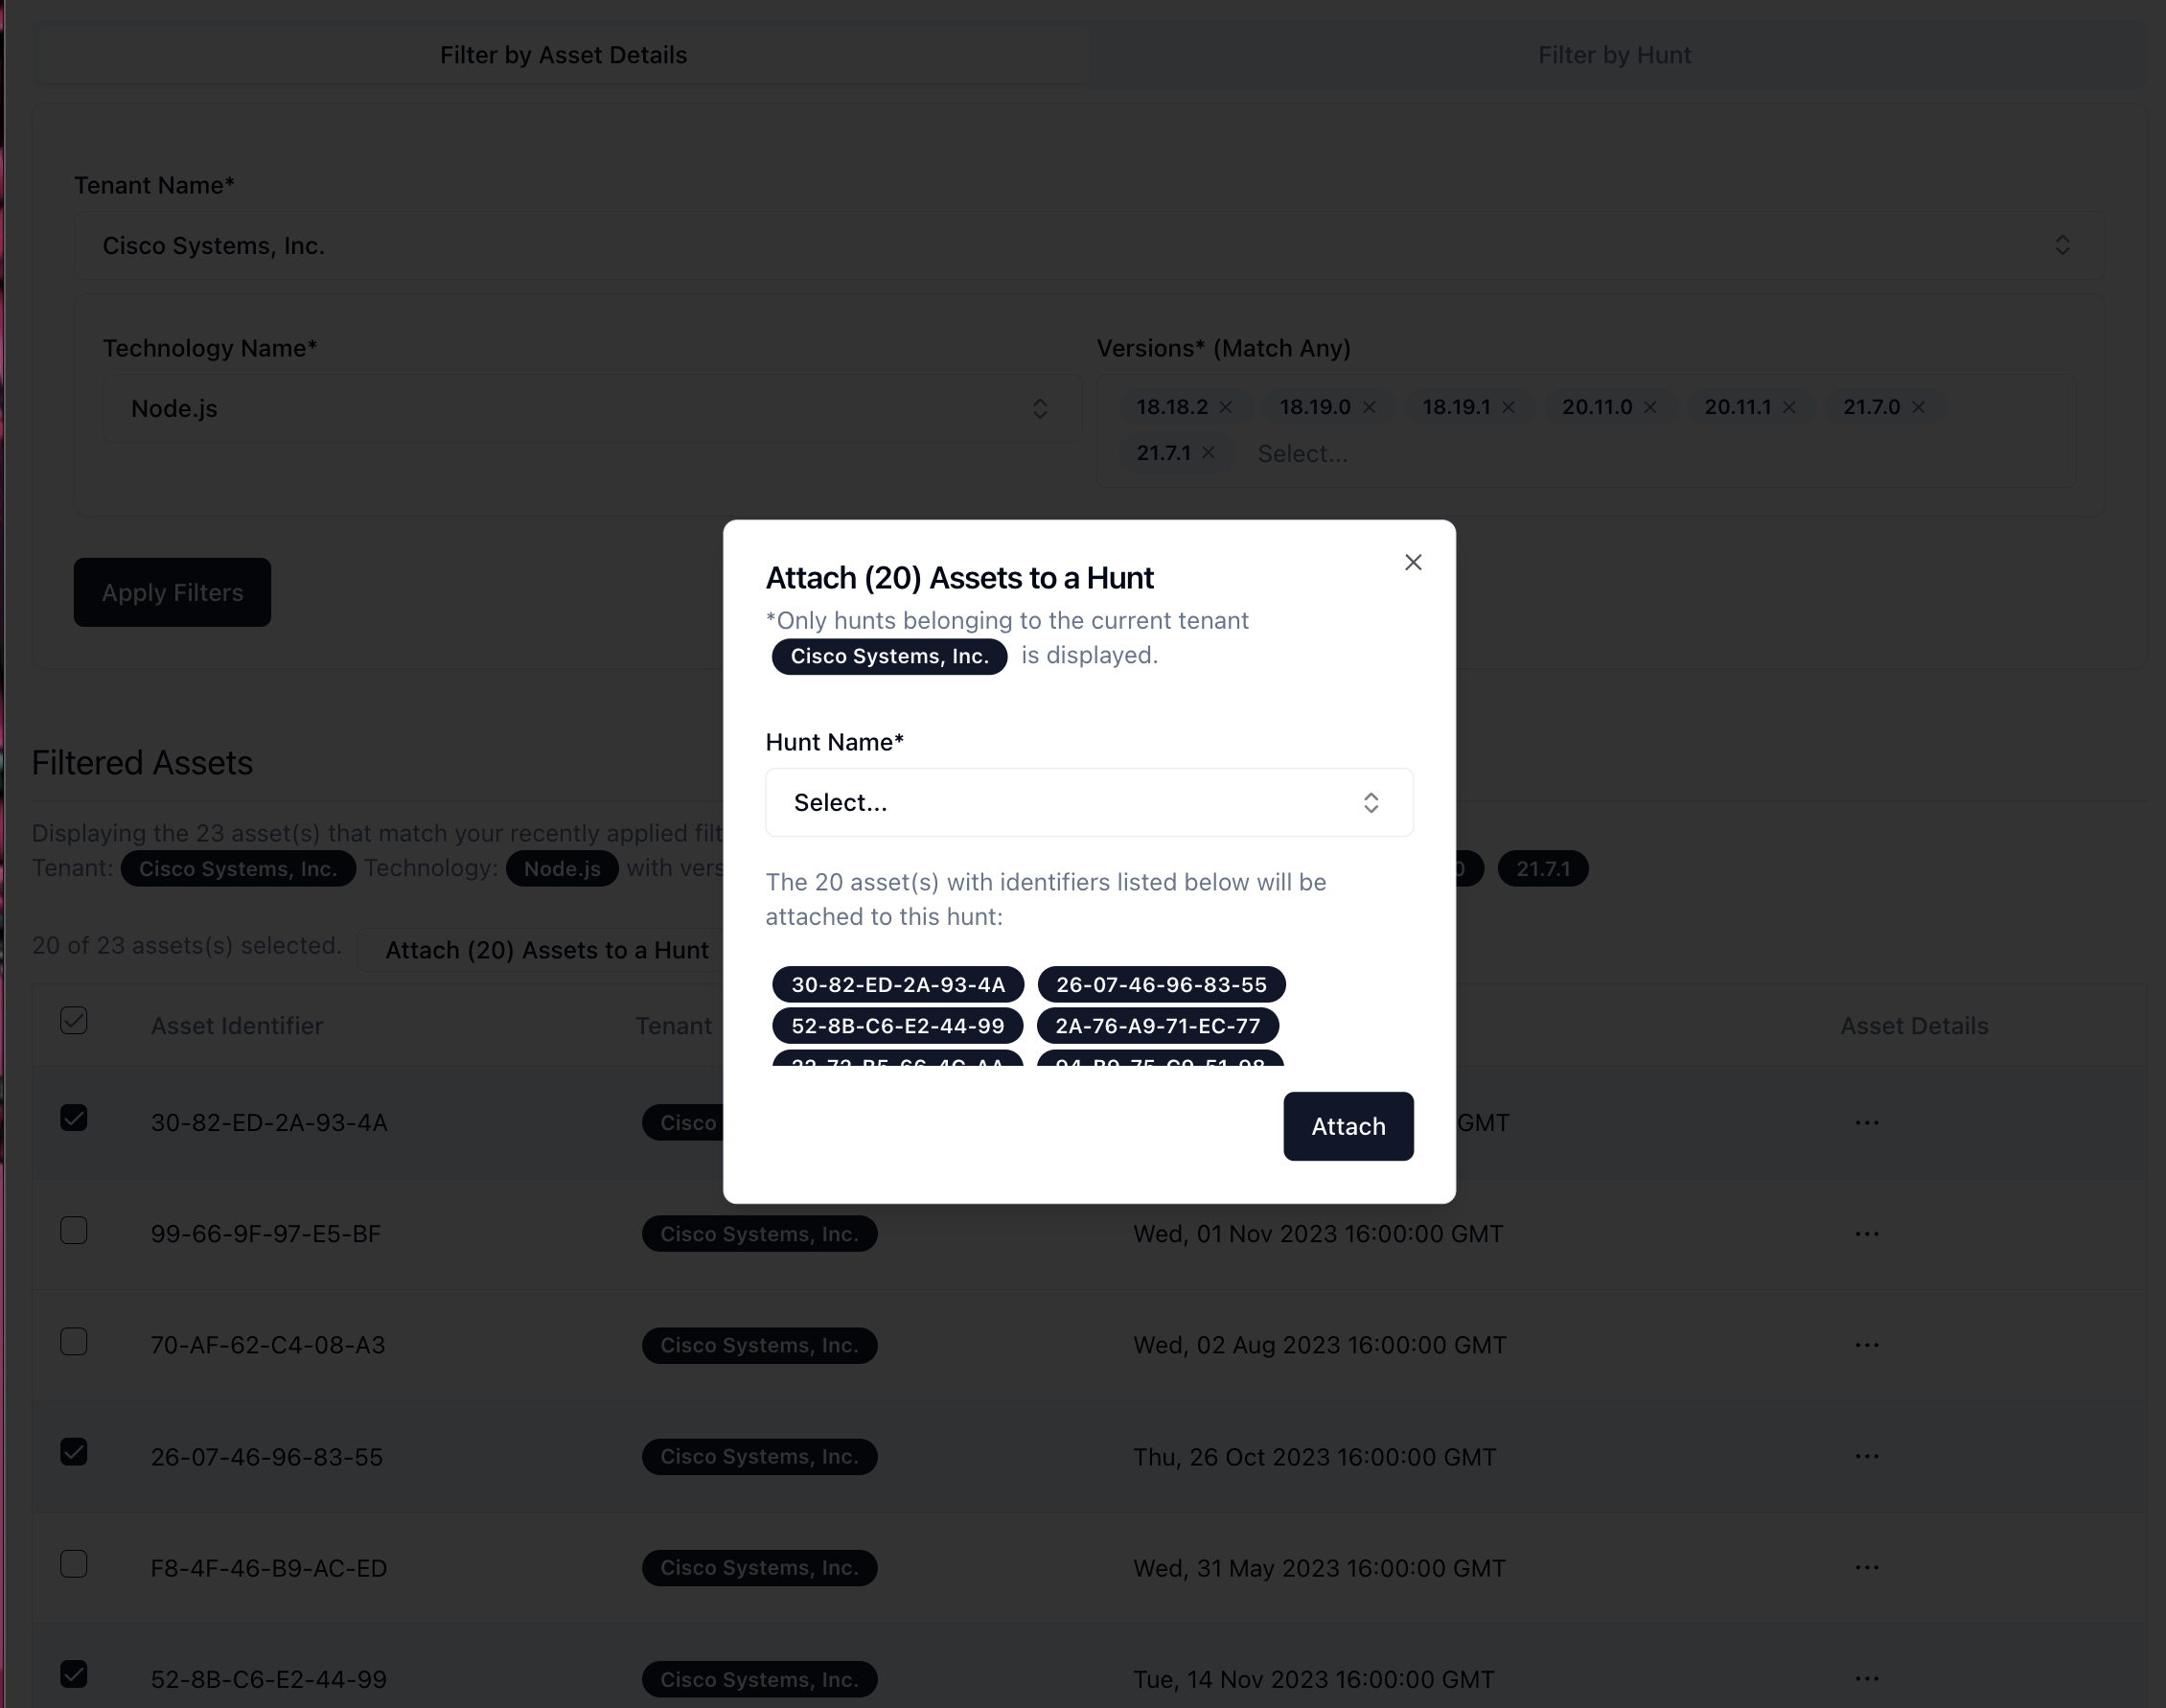 Filter by Asset Details
Filter by Hunt
Tenant Name*
Cisco Systems, Inc.
Technology Name*
Versions* (Match Any)
Node.js
18.18.2 18.19.0 18.19.1 20.11.0 20.11.1 21.7.0
21.7.1 Select...
Apply Filters
Attach (20) Assets to a Hunt
*Only hunts belonging to the current tenant
Cisco Systems, Inc. is displayed.
Hunt Name*
Select...
The 20 asset(s) with identifiers listed below will be
attached to this hunt:
30-82-ED-2A-93-4A 26-07-46-96-83-55
52-8B-C6-E2-44-99 2A-76-A9-71-EC-77
Attach
Filtered Assets
Displaying the 23 asset(s) that match your recently applied
Tenant: Cisco Systems, Inc. Technology: Node.js with 21.7.1
20 of 23 assets(s) selected. Attach (20) Assets to a Hunt
Asset Identifier Tenant Asset Details
30-82-ED-2A-93-4A Cisco GMT ...
99-66-9F-97-E5-BF Cisco Systems, Inc. Wed, 01 Nov 2023 16:00:00 GMT ...
70-AF-62-C4-08-A3 Cisco Systems, Inc. Wed, 02 Aug 2023 16:00:00 GMT ...
26-07-46-96-83-55 Cisco Systems, Inc. Thu, 26 Oct 2023 16:00:00 GMT ...
F8-4F-46-B9-AC-ED Cisco Systems, Inc. Wed, 31 May 2023 16:00:00 GMT ...
52-8B-C6-E2-44-99 Cisco Systems, Inc. Tue, 14 Nov 2023 16:00:00 GMT ...